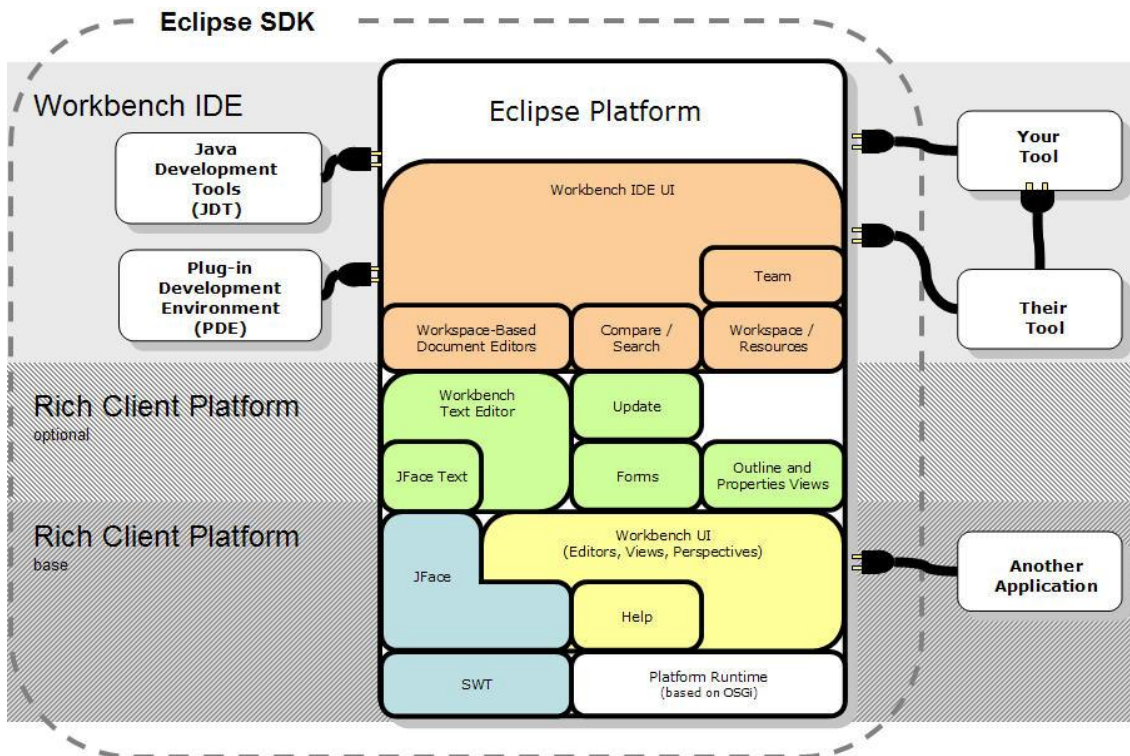 Eclipse SDK
Workbench IDE
Eclipse Platform
Java
Development
Tools
(JDT)
Your
Tool
Workbench IDE UI
Plug-in
Development
Environment
(PDE)
Team
Their
Tool
Workspace-Based
Document Editors
Compare /
Search
Workspace /
Resources
Rich Client Platform
optional
Workbench
Text Editor
Update
JFace Text
Forms
Outline and
Properties Views
Rich Client Platform
base
Workbench UI
(Editors, Views, Perspectives)
JFace
Another
Application
Help
SWT
Platform Runtime
(based on OSGi)